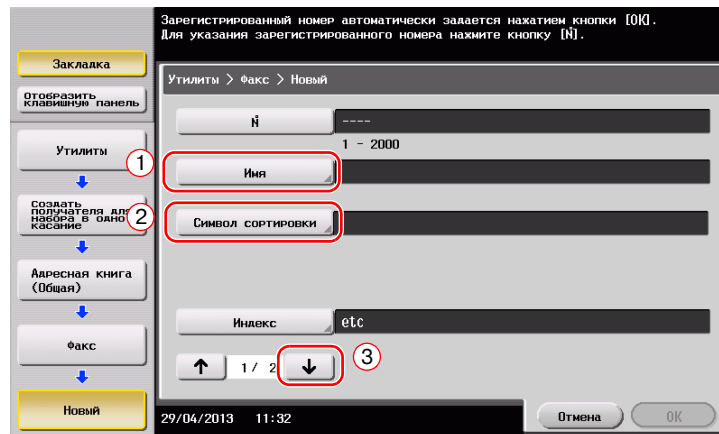 Зарегистрированный номер автоматически задается нажатием кнопки [OK].
Для указания зарегистрированного номера нажмите кнопку [N].
Закладка
Отобразить
клавишную панель
Утилиты > Факс > Новый
N
----
1 - 2000
Утилиты
1
Имя
Создать
получателя для
набора в одно
касание
2
Символ сортировки
Адресная книга
(Общая)
Индекс
etc
Факс
↑
1/ 2
↓
3
Новый
29/04/2013 11:32
Отмена
OK